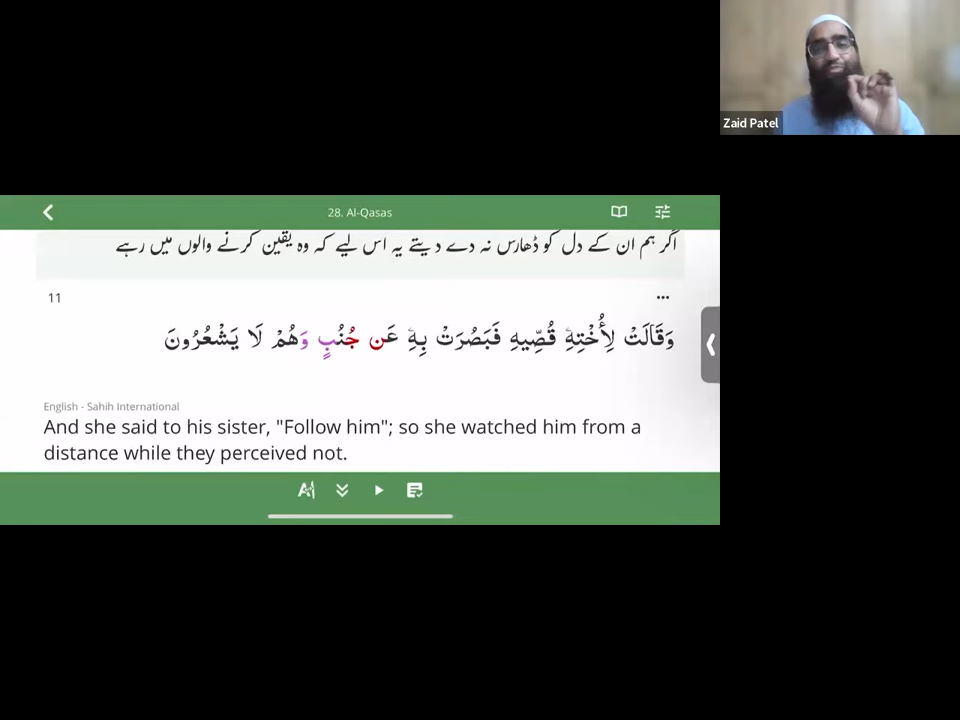 Zaid Patel
28. Al-Qasas
اگر ہم ان کے دل کو ڈھارس نہ دے دیتے یہ اس لیے کہ وہ یقین کرنے والوں میں رہے
11
وَقَالَتْ لِأُخْتِهِۦ قُصِّيهِ فَبَصُرَتْ بِهِۦ عَن جُنُبٍ وَهُمْ لَا يَشْعُرُونَ
English - Sahih International
And she said to his sister, "Follow him"; so she watched him from a
distance while they perceived not.